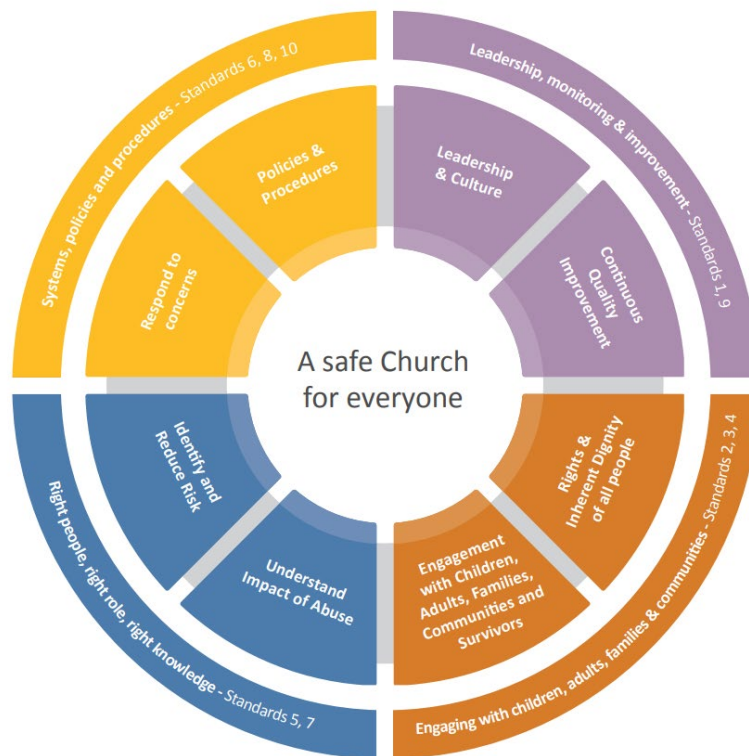 Systems, policies and procedures - Standards 6, 8, 10
Leadership, monitoring & improvement - Standards 1, 9
Policies &
Procedures
Leadership
& Culture
Respond to
concerns
Continuous
Quality
Improvement
A safe Church
for everyone
Identify and
Reduce Risk
Rights &
Inherent Dignity
of all people
Understand
Impact of Abuse
Engagement
with Children,
Adults, Families,
Communities and
Survivors
Right people, right role, right knowledge - Standards 5, 7
Engaging with children, adults, families & communities - Standards 2, 3, 4